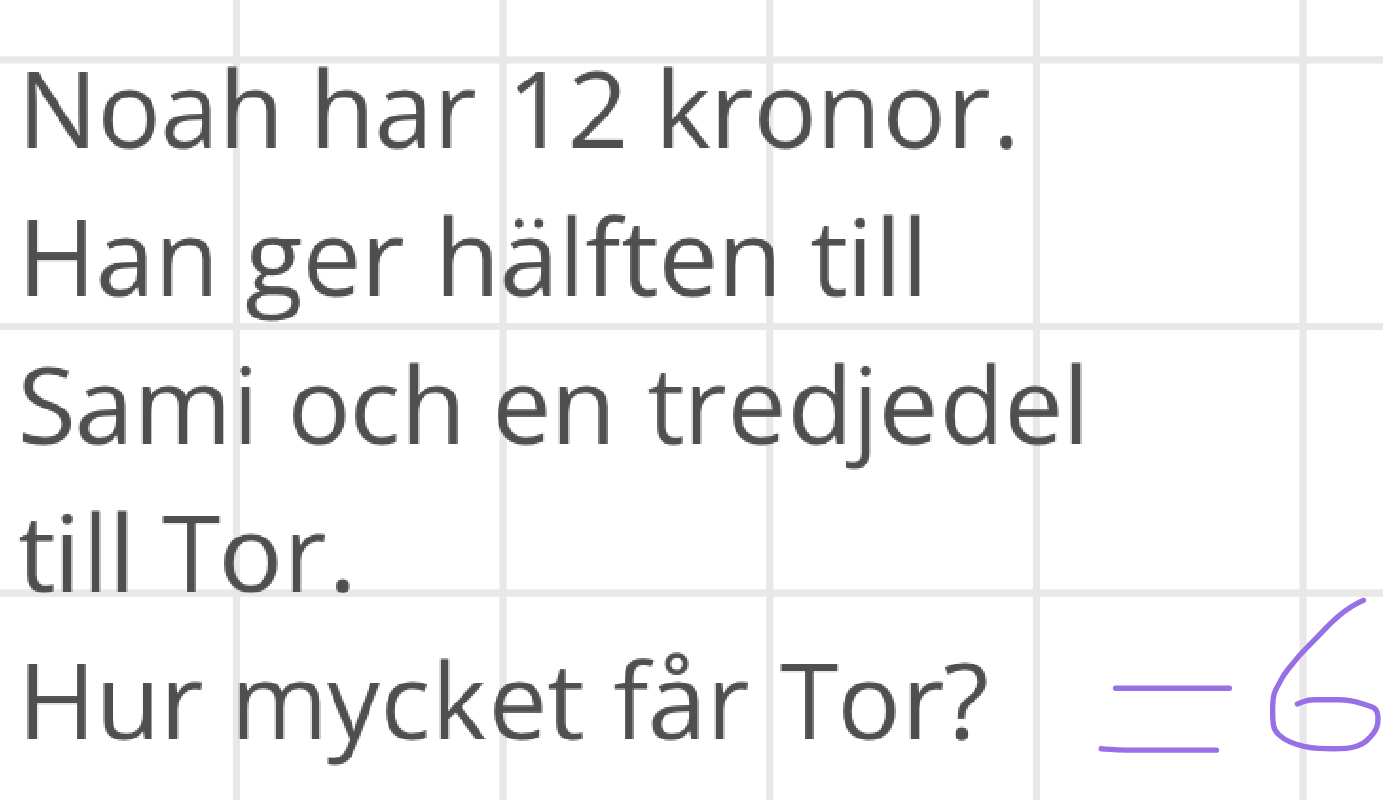 Noah har 12 kronor.
Han ger hälften till
Sami och en tredjedel
till Tor.
Hur mycket får Tor? = 6